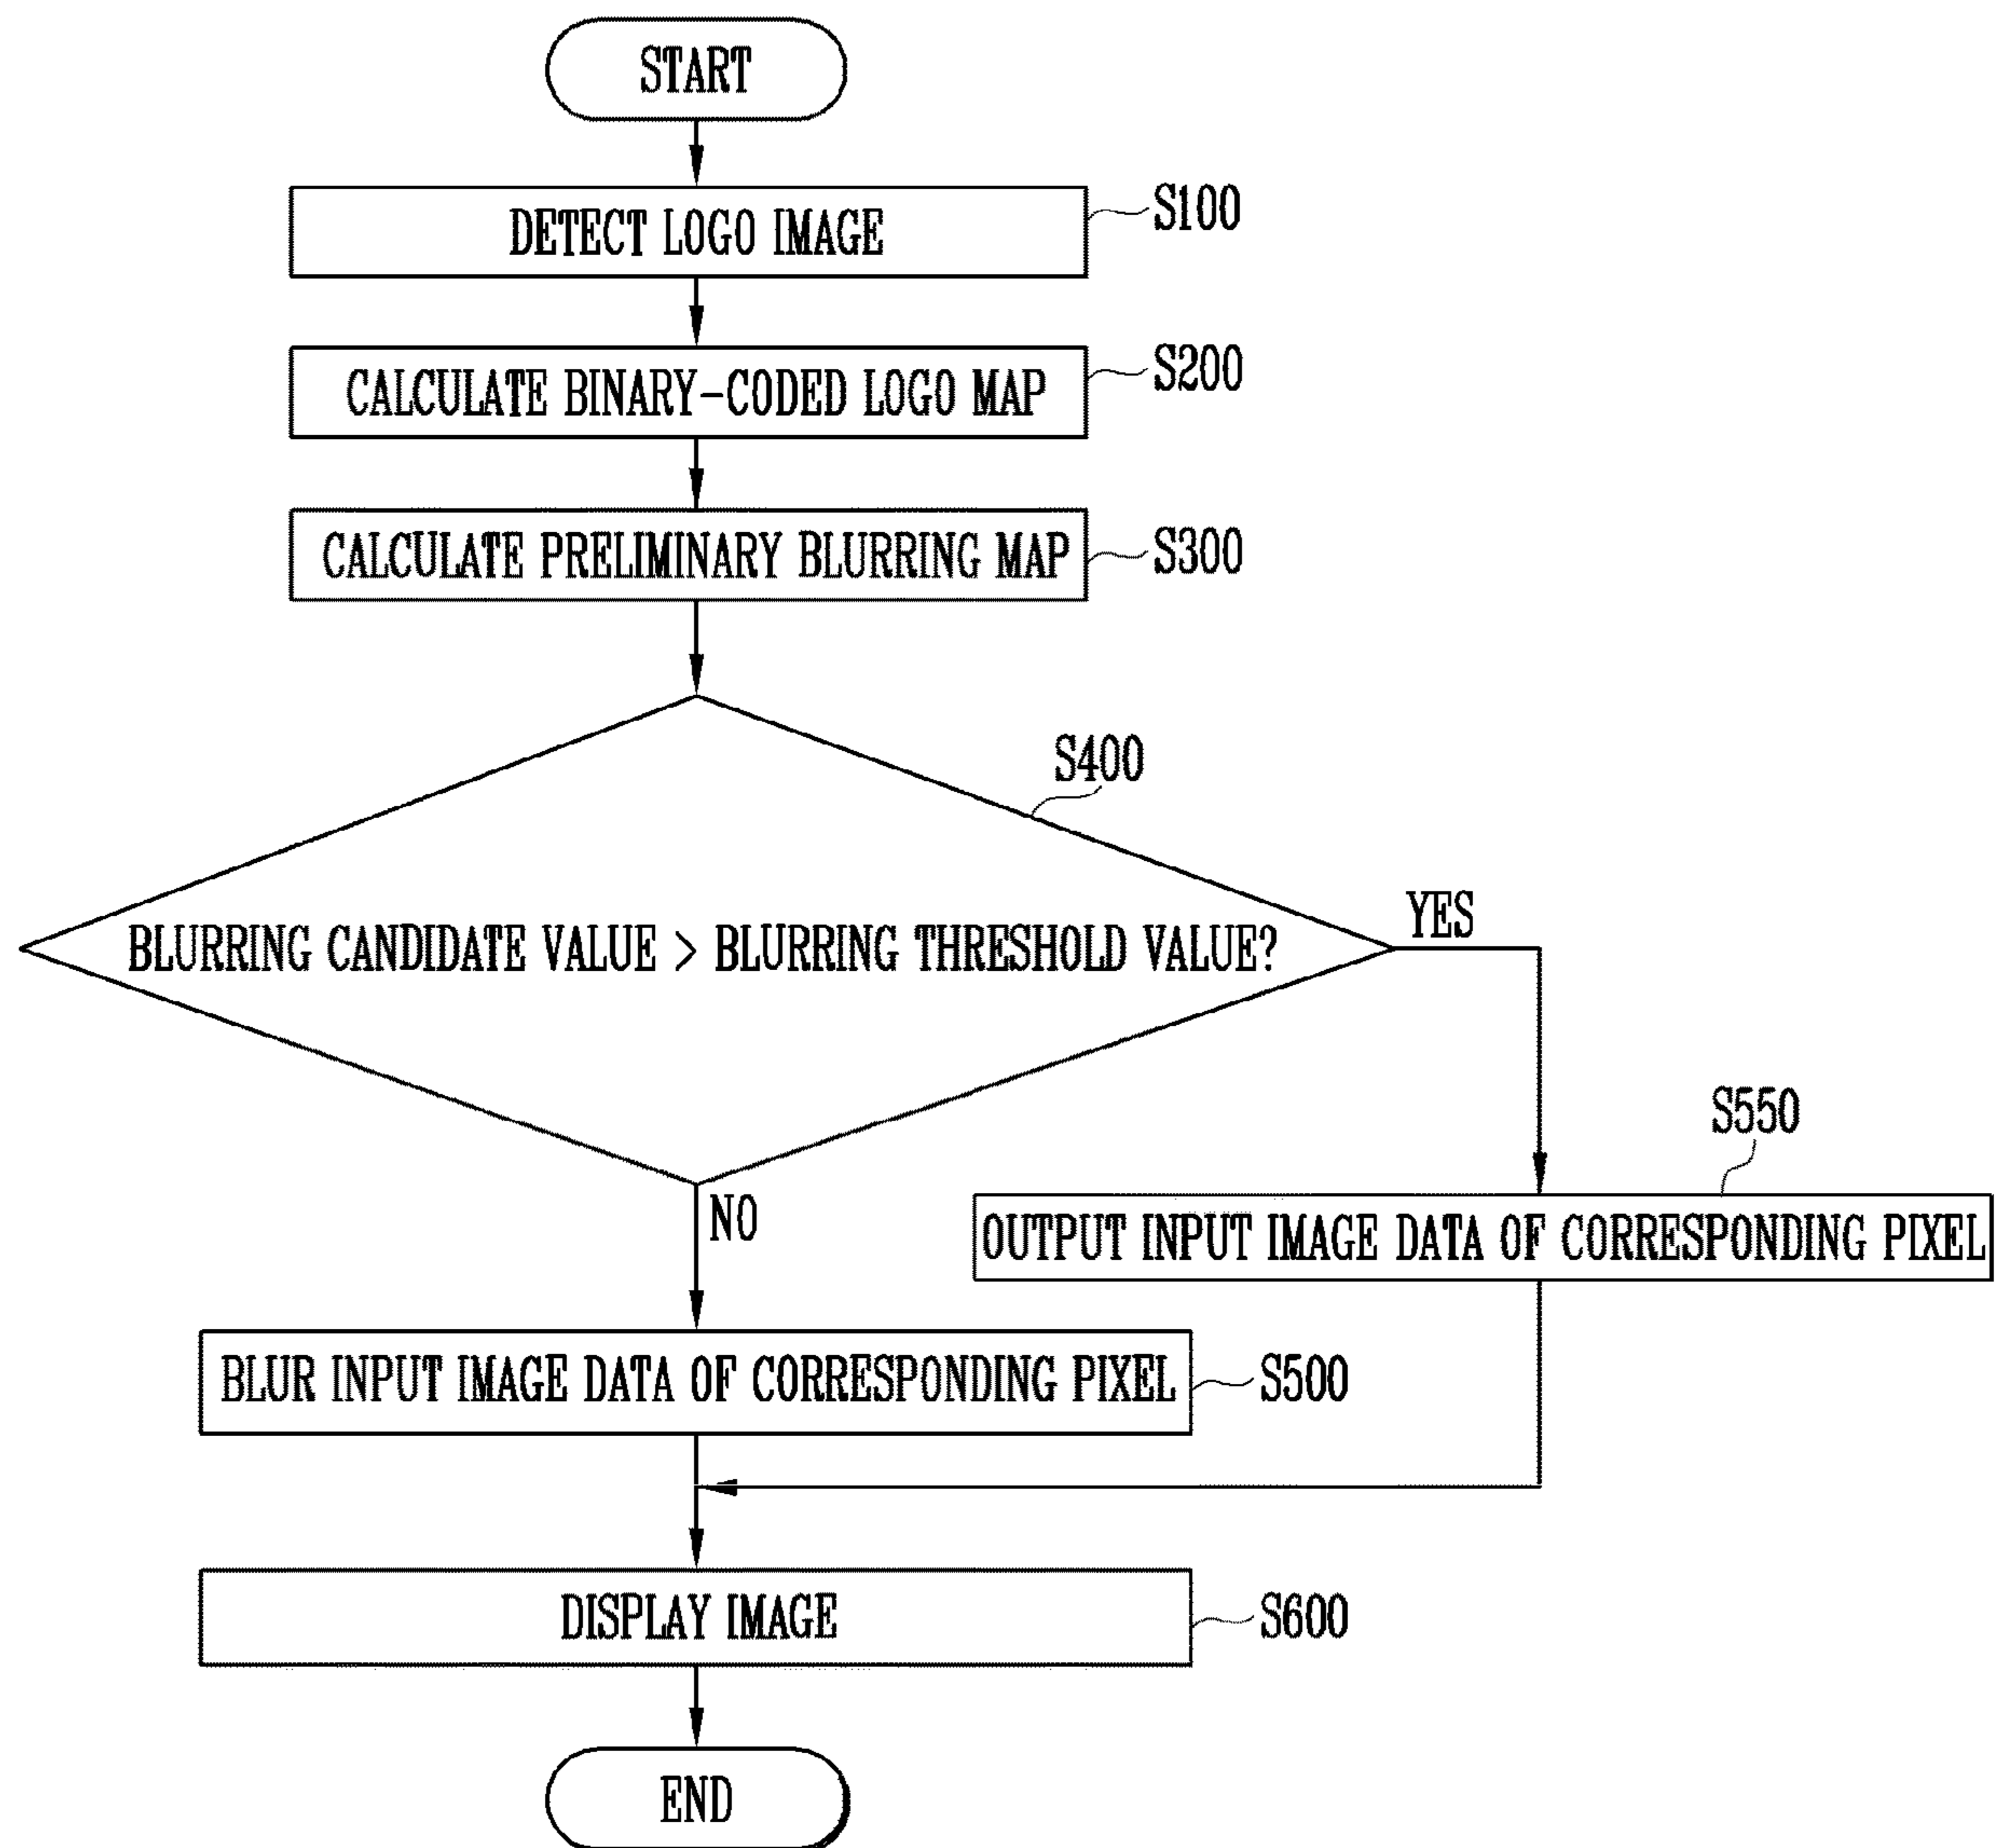 START
DETECT LOGO IMAGE
S100
CALCULATE BINARY-CODED LOGO MAP
S200
CALCULATE PRELIMINARY BLURRING MAP
S300
S400
BLURRING CANDIDATE VALUE > BLURRING THRESHOLD VALUE?
YES
NO
S550
OUTPUT INPUT IMAGE DATA OF CORRESPONDING PIXEL
BLUR INPUT IMAGE DATA OF CORRESPONDING PIXEL
S500
DISPLAY IMAGE
S600
END